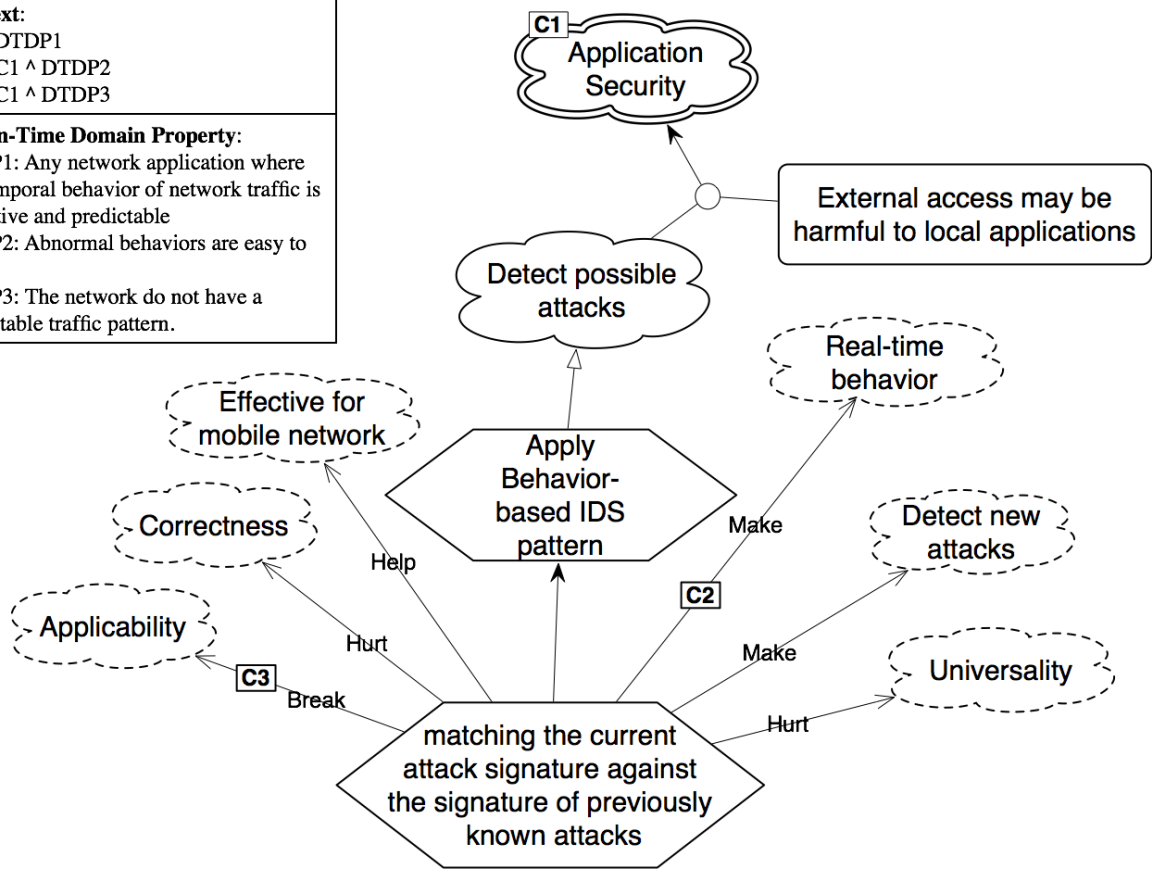 ext:
DTDP1
C1 ^ DTDP2
C1 ^ DTDP3
n-Time Domain Property:
P1: Any network application where
mporal behavior of network traffic is
tive and predictable
P2: Abnormal behaviors are easy to
P3: The network do not have a
table traffic pattern.
C1
Application
Security
External access may be
harmful to local applications
Detect possible
attacks
Real-time
behavior
Effective for
mobile network
Apply
Behavior-
based IDS
pattern
Correctness
Make
Detect new
attacks
Help
C2
Applicability
Hurt
Make
Universality
C3
Break
Hurt
matching the current
attack signature against
the signature of previously
known attacks